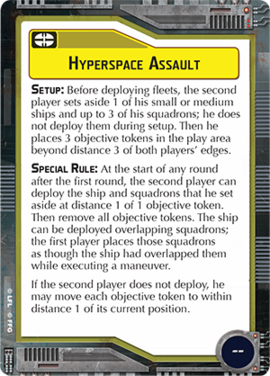 HYPERSPACE ASSAULT
SETUP: Before deploying fleets, the second
player sets aside 1 of his small or medium
ships and up to 3 of his squadrons; he
does not deploy them during setup. Then he
places 3 objective tokens in the play area
beyond distance 3 of both players' edges.
SPECIAL RULE: At the start of any round
after the first round, the second player can
deploy the ship and squadrons that he set
aside at distance 1 of 1 objective token.
Then remove all objective tokens. The ship
can be deployed overlapping squadrons;
the first player places those squadrons
as though the ship had overlapped them
while executing a maneuver.
If the second player does not deploy, he
may move each objective token to within
distance 1 of its current position.
© LFL © FFG
--